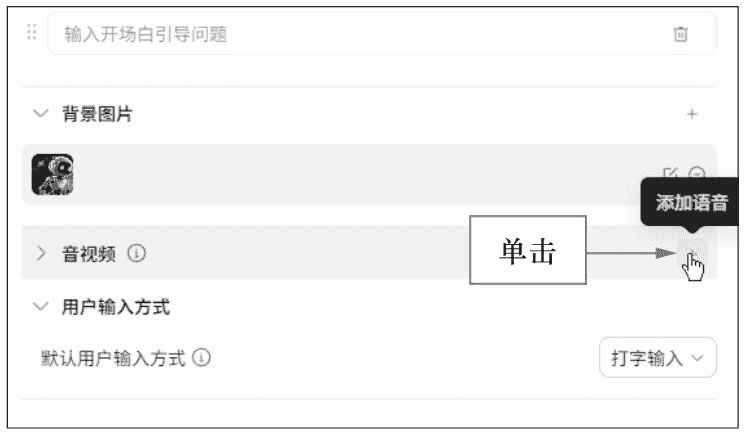 输入开场白引导问题
背景图片
添加语音
音视频
单击
用户输入方式
默认用户输入方式
打字输入